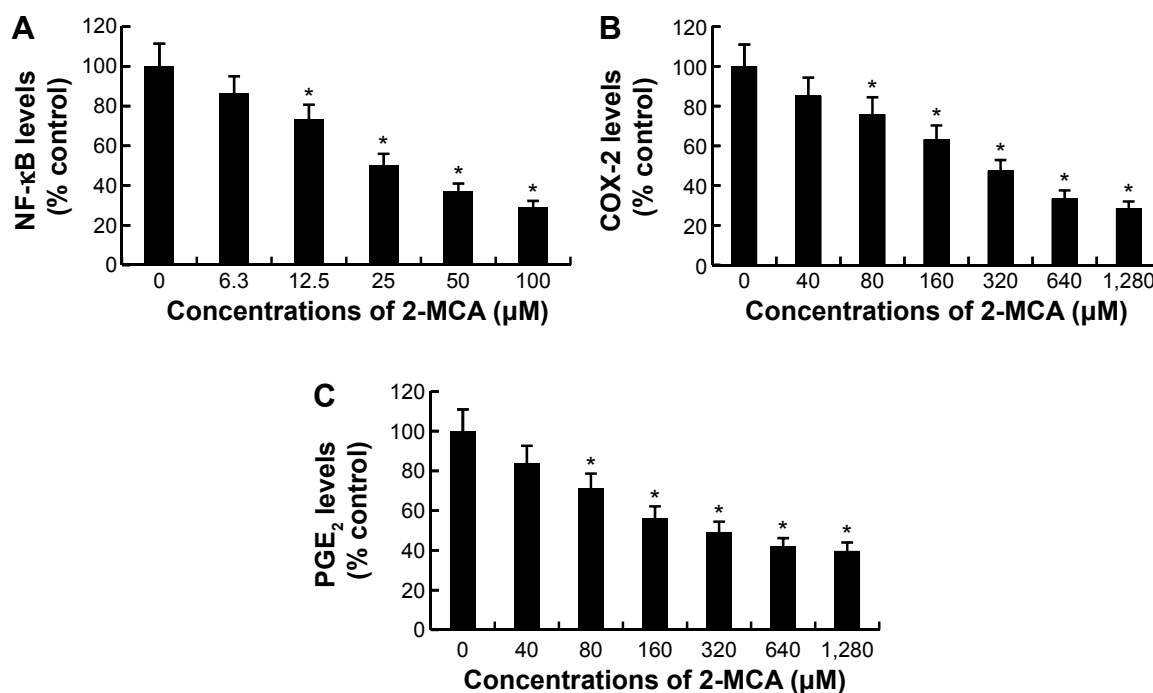 A
120
100
80
60
40
20
0
NF-κB levels
(% control)
*
*
*
*
0 6.3 12.5 25 50 100
Concentrations of 2-MCA (µM)
B
120
100
80
60
40
20
0
COX-2 levels
(% control)
*
*
*
*
*
0 40 80 160 320 640 1,280
Concentrations of 2-MCA (µM)
C
120
100
80
60
40
20
0
PGE₂ levels
(% control)
*
*
*
*
*
0 40 80 160 320 640 1,280
Concentrations of 2-MCA (µM)